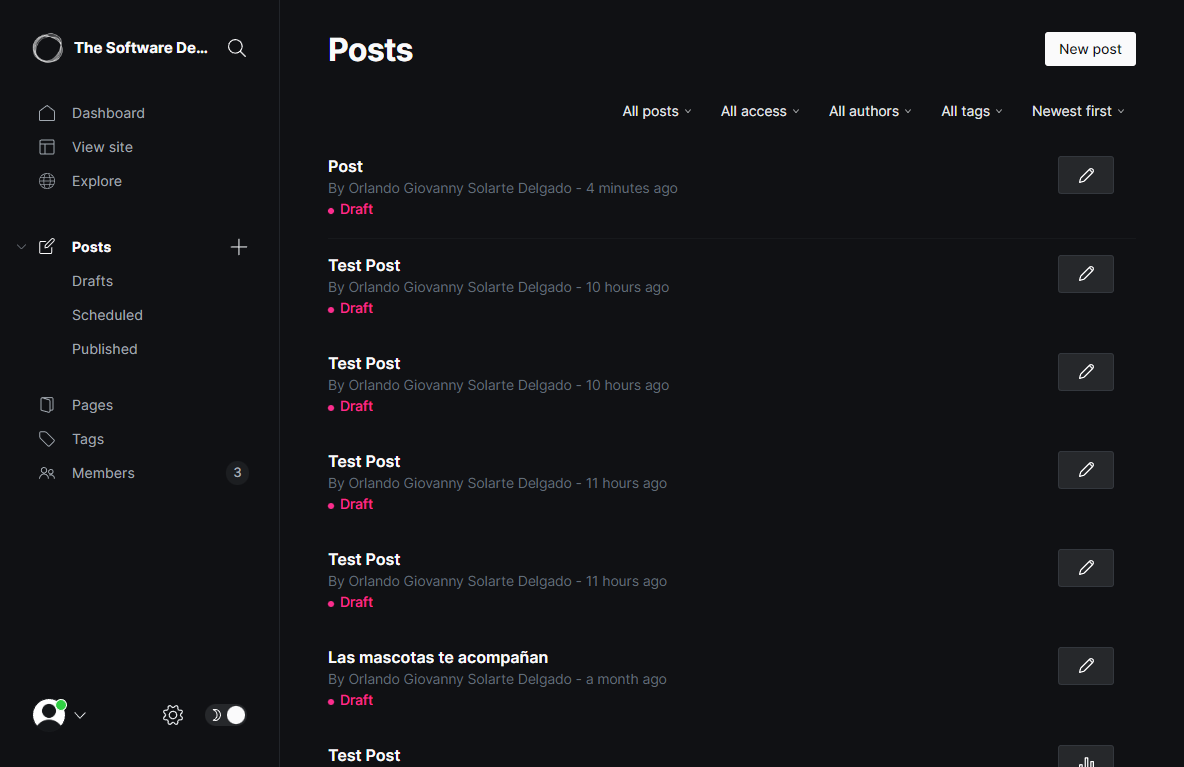 The Software De...
Dashboard
View site
Explore
Posts
Drafts
Scheduled
Published
Pages
Tags
Members 3
Posts
New post
All posts All access All authors All tags Newest first
Post
By Orlando Giovanny Solarte Delgado - 4 minutes ago
Draft
Test Post
By Orlando Giovanny Solarte Delgado - 10 hours ago
Draft
Test Post
By Orlando Giovanny Solarte Delgado - 10 hours ago
Draft
Test Post
By Orlando Giovanny Solarte Delgado - 11 hours ago
Draft
Test Post
By Orlando Giovanny Solarte Delgado - 11 hours ago
Draft
Las mascotas te acompañan
By Orlando Giovanny Solarte Delgado - a month ago
Draft
Test Post